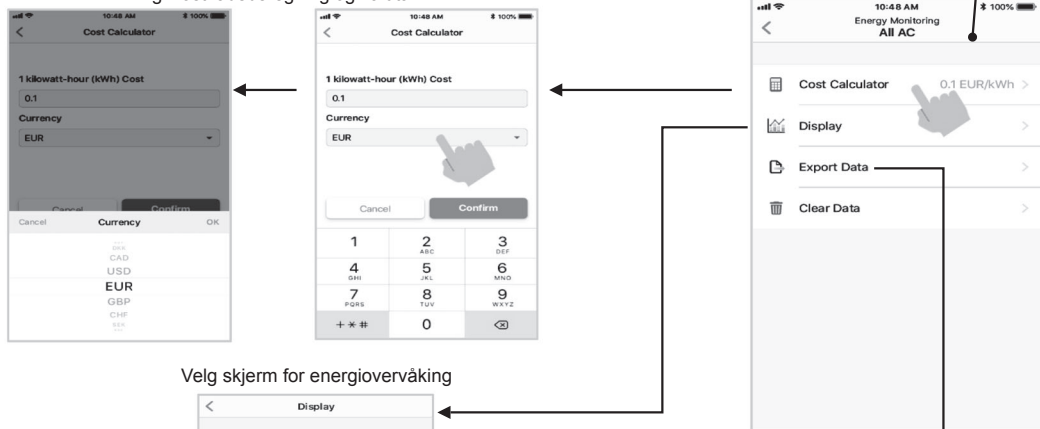 10:48 AM
100%
Cost Calculator
1 kilowatt-hour (kWh) Cost
0.1
Currency
EUR
Cancel
Confirm
Cancel
Currency
OK
DKK
CAD
USD
EUR
GBP
CHF
SEK
10:48 AM
100%
Cost Calculator
1 kilowatt-hour (kWh) Cost
0.1
Currency
EUR
Cancel
Confirm
1
2
3
ABC
DEF
4
5
6
GHI
JKL
MNO
7
8
9
PQRS
TUV
WXYZ
+*#
0
10:48 AM
100%
Energy Monitoring
All AC
Cost Calculator
0.1 EUR/kWh
Display
Export Data
Clear Data
Velg skjerm for energiovervåking
Display